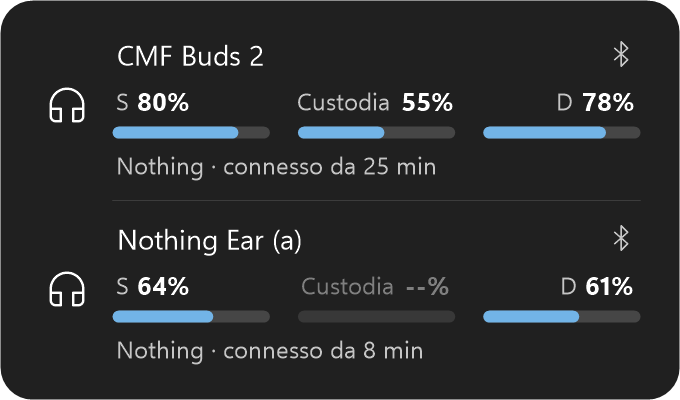 CMF Buds 2
S 80% Custodia 55% D 78%
Nothing · connesso da 25 min
Nothing Ear (a)
S 64% Custodia --% D 61%
Nothing · connesso da 8 min